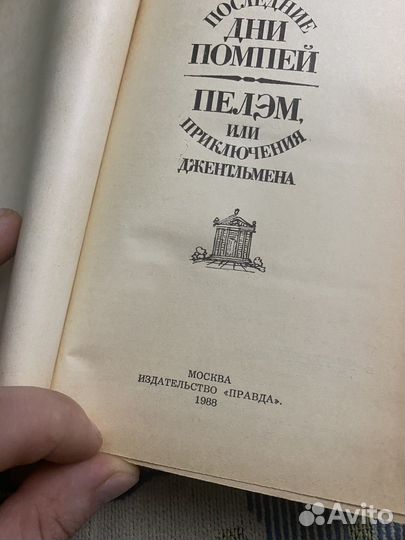 ПОСЛЕДНИЕ
ДНИ
ПОМПЕЙ
ПЕЛЭМ,
ИЛИ
ПРИКЛЮЧЕНИЯ
ДЖЕНТЛЬМЕНА
МОСКВА
ИЗДАТЕЛЬСТВО «ПРАВДА».
1988
Avito